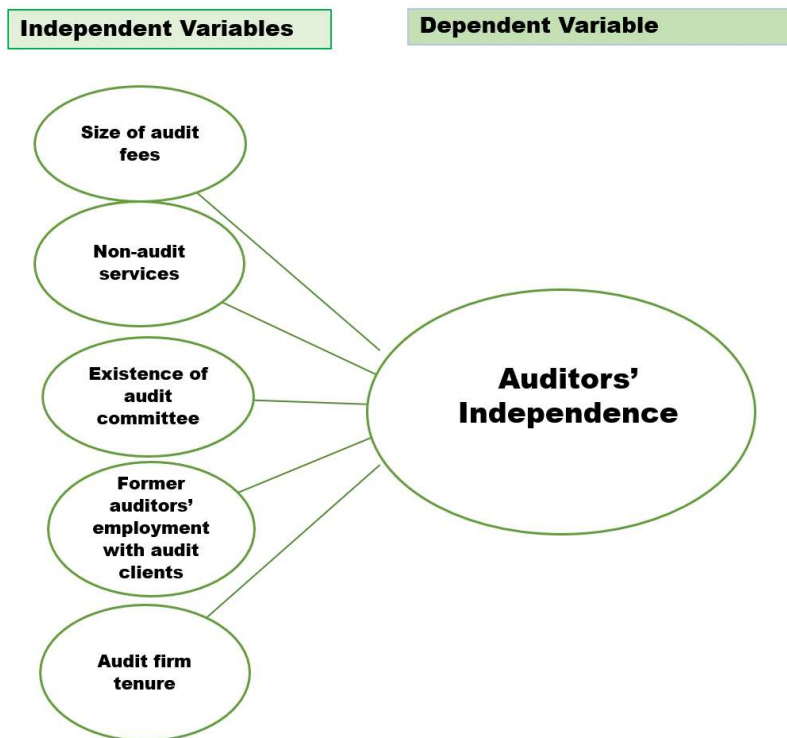 Independent Variables
Dependent Variable
Size of audit
fees
Non-audit
services
Existence of
audit
committee
Former
auditors’
employment
with audit
clients
Audit firm
tenure
Auditors’
Independence